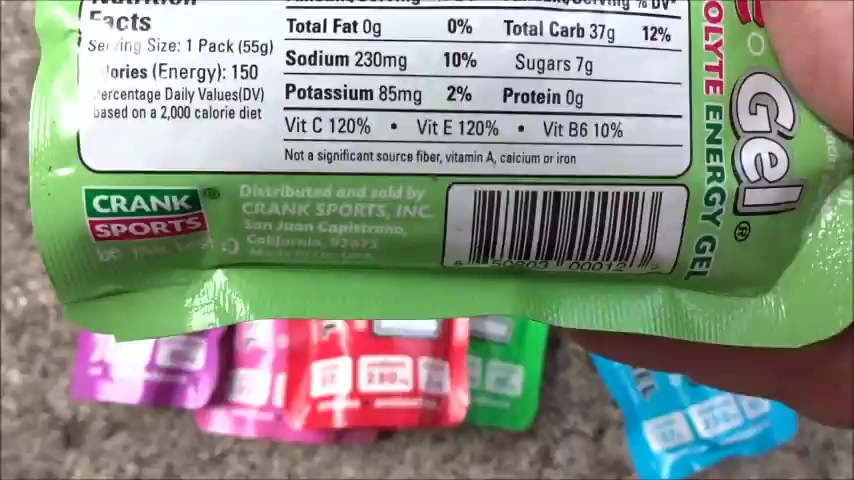 Nutrition
Facts
Serving Size: 1 Pack (55g)
Calories (Energy): 150
Percentage Daily Values(DV)
based on a 2,000 calorie diet
% DV*
Total Fat 0g 0% Total Carb 37g 12%
Sodium 230mg 10% Sugars 7g
Potassium 85mg 2% Protein 0g
Vit C 120% • Vit E 120% • Vit B6 10%
Not a significant source fiber, vitamin A, calcium or iron
CRANK
SPORTS
®
Distributed and sold by
CRANK SPORTS, INC.
San Juan Capistrano,
California, 92675
OLYTE ENERGY GEL
Gel®